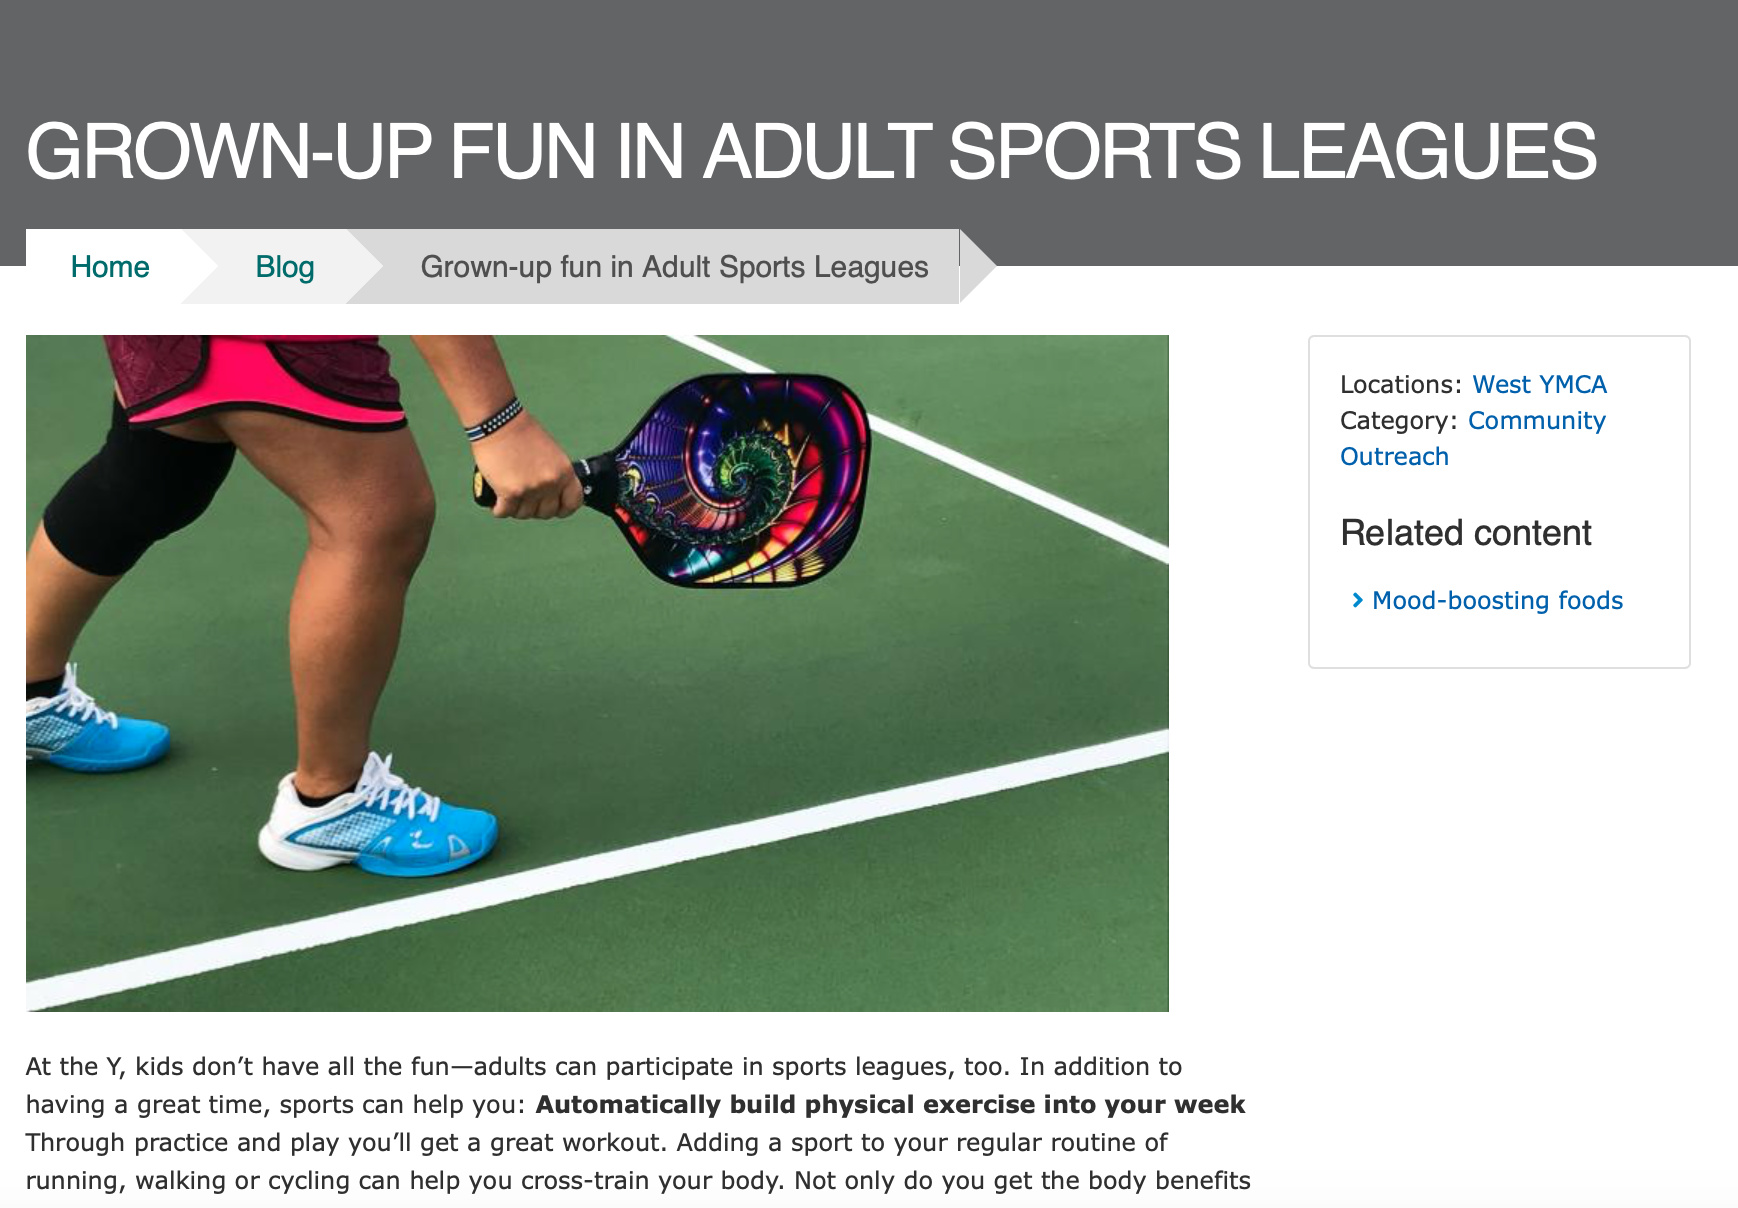 GROWN-UP FUN IN ADULT SPORTS LEAGUES
Home
Blog
Grown-up fun in Adult Sports Leagues
Locations: West YMCA
Category: Community
Outreach
Related content
Mood-boosting foods
At the Y, kids don’t have all the fun—adults can participate in sports leagues, too. In addition to
having a great time, sports can help you: Automatically build physical exercise into your week
Through practice and play you’ll get a great workout. Adding a sport to your regular routine of
running, walking or cycling can help you cross-train your body. Not only do you get the body benefits